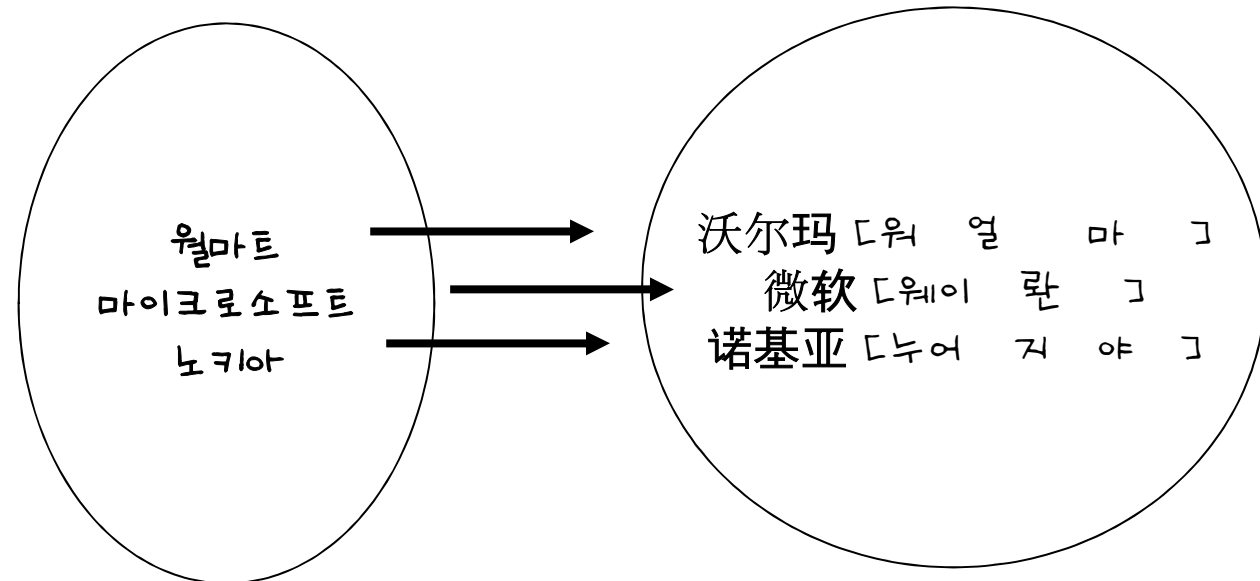 월마트
마이크로소프트
노키아
沃尔玛 [워 얼 마 ]
微软 [웨이 롼 ]
诺基亚 [누어 지 야 ]